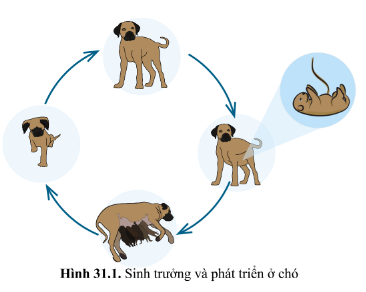 Hình 31.1. Sinh trưởng và phát triển ở chó